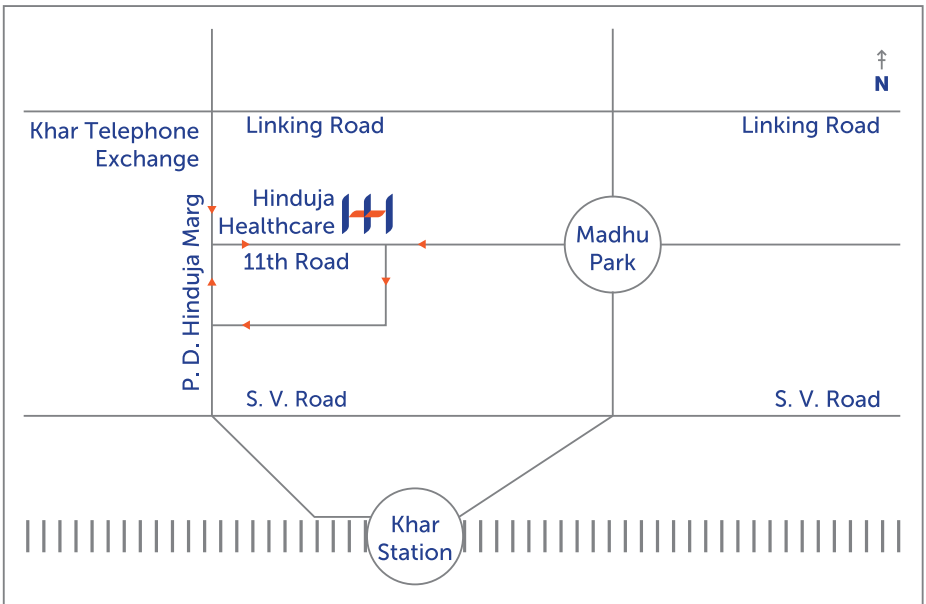 N
Khar Telephone
Exchange
Linking Road
Linking Road
Hinduja
Healthcare
P. D. Hinduja Marg
11th Road
Madhu
Park
S. V. Road
S. V. Road
Khar
Station